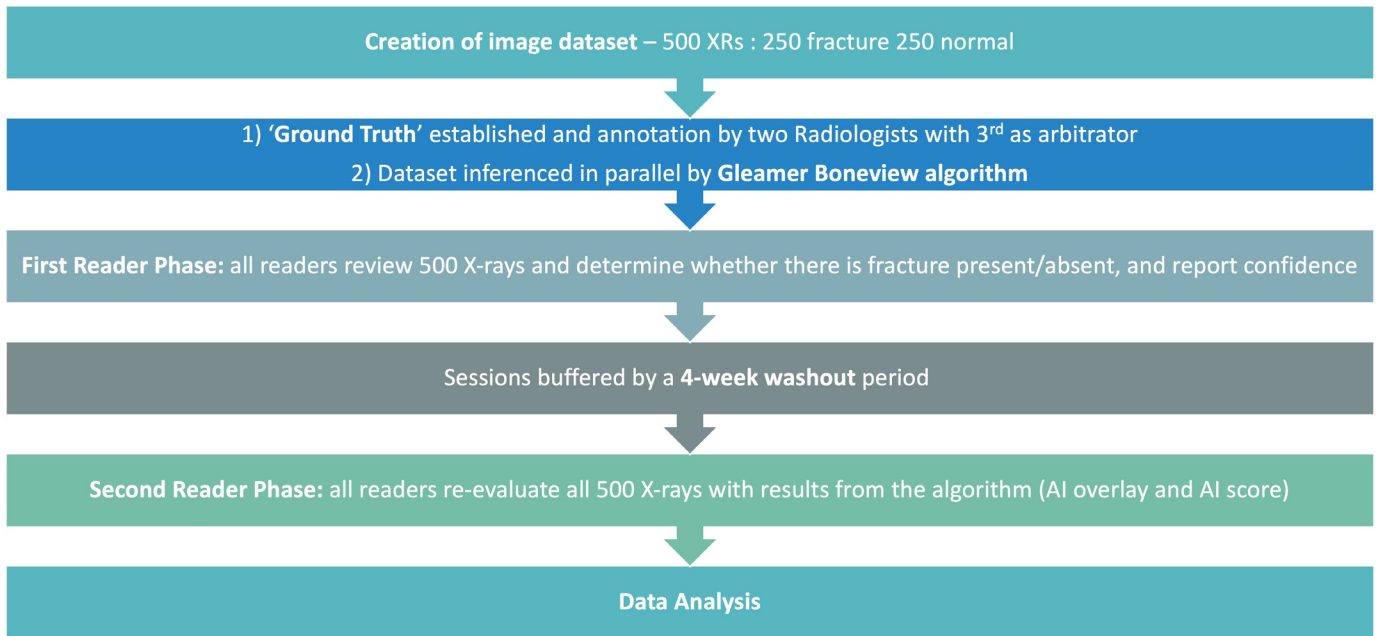 Creation of image dataset – 500 XRs : 250 fracture 250 normal
1) ‘Ground Truth’ established and annotation by two Radiologists with 3rd as arbitrator
2) Dataset inferenced in parallel by Gleamer Boneview algorithm
First Reader Phase: all readers review 500 X-rays and determine whether there is fracture present/absent, and report confidence
Sessions buffered by a 4-week washout period
Second Reader Phase: all readers re-evaluate all 500 X-rays with results from the algorithm (AI overlay and AI score)
Data Analysis